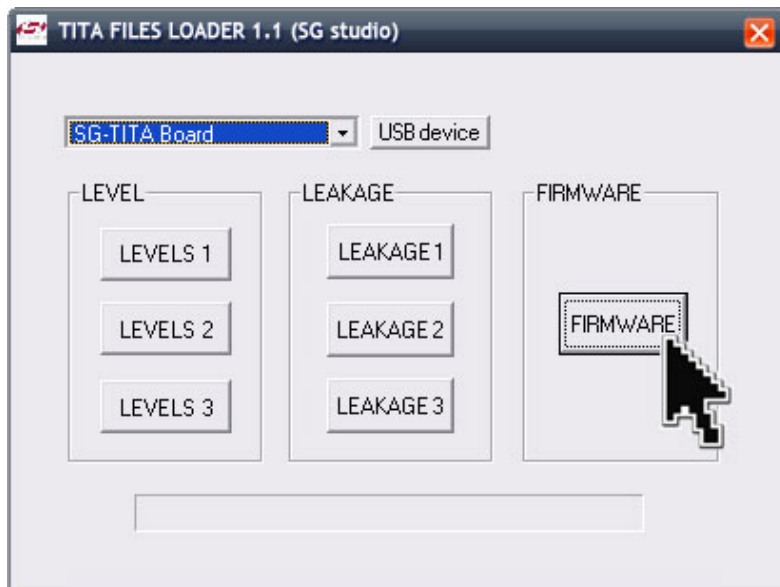 TITA FILES LOADER 1.1 (SG studio)
SG-TITA Board
USB device
LEVEL
LEVELS 1
LEVELS 2
LEVELS 3
LEAKAGE
LEAKAGE 1
LEAKAGE 2
LEAKAGE 3
FIRMWARE
FIRMWARE